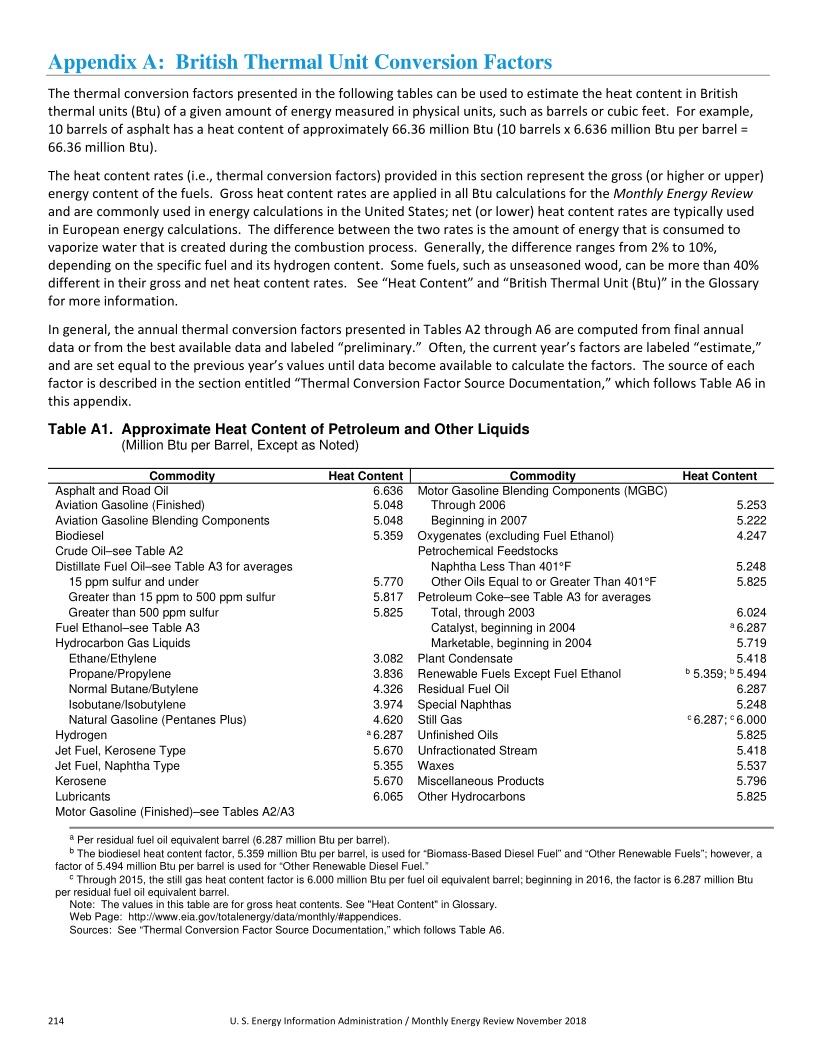 Appendix A:  British Thermal Unit Conversion Factors
The thermal conversion factors presented in the following tables can be used to estimate the heat content in British
thermal units (Btu) of a given amount of energy measured in physical units, such as barrels or cubic feet.  For example,
10 barrels of asphalt has a heat content of approximately 66.36 million Btu (10 barrels x 6.636 million Btu per barrel =
66.36 million Btu).
The heat content rates (i.e., thermal conversion factors) provided in this section represent the gross (or higher or upper)
energy content of the fuels.  Gross heat content rates are applied in all Btu calculations for the Monthly Energy Review
and are commonly used in energy calculations in the United States; net (or lower) heat content rates are typically used
in European energy calculations.  The difference between the two rates is the amount of energy that is consumed to
vaporize water that is created during the combustion process.  Generally, the difference ranges from 2% to 10%,
depending on the specific fuel and its hydrogen content.  Some fuels, such as unseasoned wood, can be more than 40%
different in their gross and net heat content rates.   See “Heat Content” and “British Thermal Unit (Btu)” in the Glossary
for more information.
In general, the annual thermal conversion factors presented in Tables A2 through A6 are computed from final annual
data or from the best available data and labeled “preliminary.”  Often, the current year’s factors are labeled “estimate,”
and are set equal to the previous year’s values until data become available to calculate the factors.  The source of each
factor is described in the section entitled “Thermal Conversion Factor Source Documentation,” which follows Table A6 in
this appendix.
Table A1.  Approximate Heat Content of Petroleum and Other Liquids
(Million Btu per Barrel, Except as Noted)
Commodity Heat Content Commodity Heat Content
Asphalt and Road Oil 6.636 Motor Gasoline Blending Components (MGBC)
Aviation Gasoline (Finished) 5.048 Through 2006 5.253
Aviation Gasoline Blending Components 5.048 Beginning in 2007 5.222
Biodiesel 5.359 Oxygenates (excluding Fuel Ethanol) 4.247
Crude Oil–see Table A2 Petrochemical Feedstocks
Distillate Fuel Oil–see Table A3 for averages Naphtha Less Than 401°F 5.248
15 ppm sulfur and under 5.770 Other Oils Equal to or Greater Than 401°F 5.825
Greater than 15 ppm to 500 ppm sulfur 5.817 Petroleum Coke–see Table A3 for averages
Greater than 500 ppm sulfur 5.825 Total, through 2003 6.024
Fuel Ethanol–see Table A3 Catalyst, beginning in 2004 a 6.287
Hydrocarbon Gas Liquids Marketable, beginning in 2004 5.719
Ethane/Ethylene 3.082 Plant Condensate 5.418
Propane/Propylene 3.836 Renewable Fuels Except Fuel Ethanol b 5.359; b 5.494
Normal Butane/Butylene 4.326 Residual Fuel Oil 6.287
Isobutane/Isobutylene 3.974 Special Naphthas 5.248
Natural Gasoline (Pentanes Plus) 4.620 Still Gas c 6.287; c 6.000
Hydrogen a 6.287 Unfinished Oils 5.825
Jet Fuel, Kerosene Type 5.670 Unfractionated Stream 5.418
Jet Fuel, Naphtha Type 5.355 Waxes 5.537
Kerosene 5.670 Miscellaneous Products 5.796
Lubricants 6.065 Other Hydrocarbons 5.825
Motor Gasoline (Finished)–see Tables A2/A3
a Per residual fuel oil equivalent barrel (6.287 million Btu per barrel).
b The biodiesel heat content factor, 5.359 million Btu per barrel, is used for “Biomass-Based Diesel Fuel” and “Other Renewable Fuels”; however, a
factor of 5.494 million Btu per barrel is used for “Other Renewable Diesel Fuel.”
c Through 2015, the still gas heat content factor is 6.000 million Btu per fuel oil equivalent barrel; beginning in 2016, the factor is 6.287 million Btu
per residual fuel oil equivalent barrel.
Note:  The values in this table are for gross heat contents. See "Heat Content" in Glossary.
Web Page:  http://www.eia.gov/totalenergy/data/monthly/#appendices.
Sources:  See “Thermal Conversion Factor Source Documentation,” which follows Table A6.
214 U. S. Energy Information Administration / Monthly Energy Review November 2018